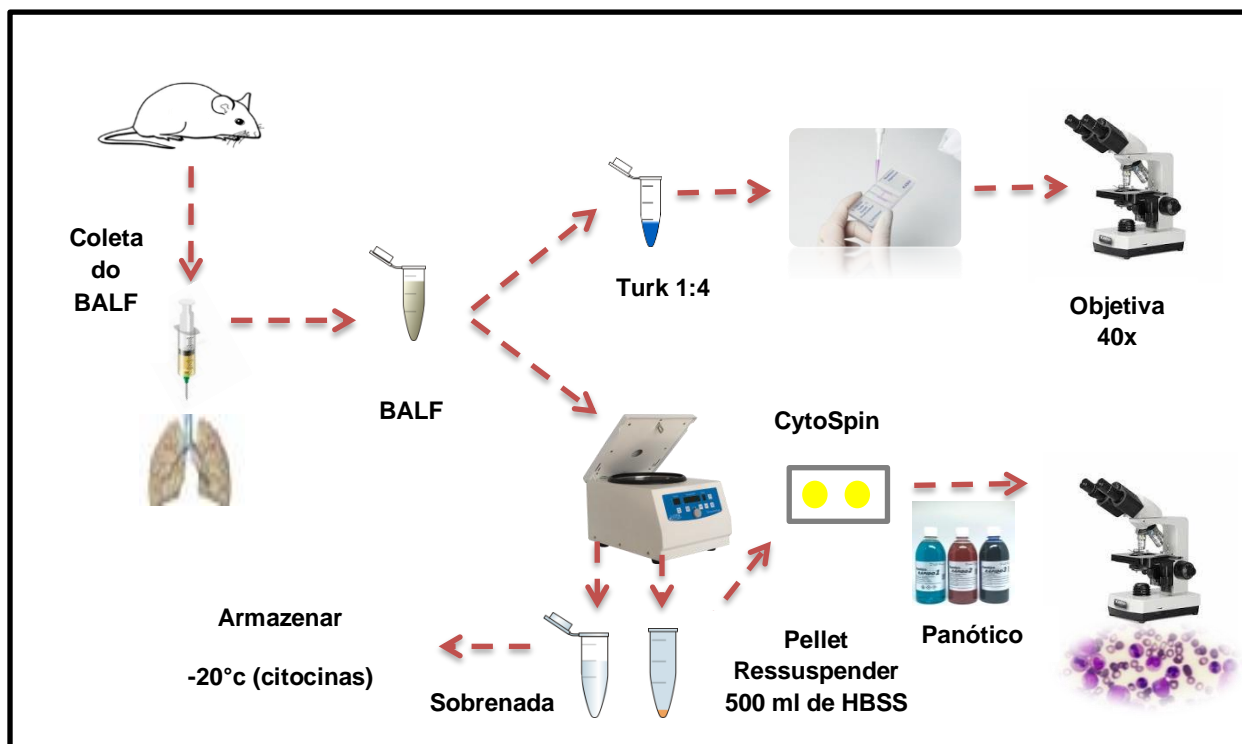 Coleta
do
BALF
BALF
Turk 1:4
Objetiva
40x
CytoSpin
Armazenar
-20°c (citocinas)
Sobrenada
Pellet
Ressuspender
500 ml de HBSS
Panótico